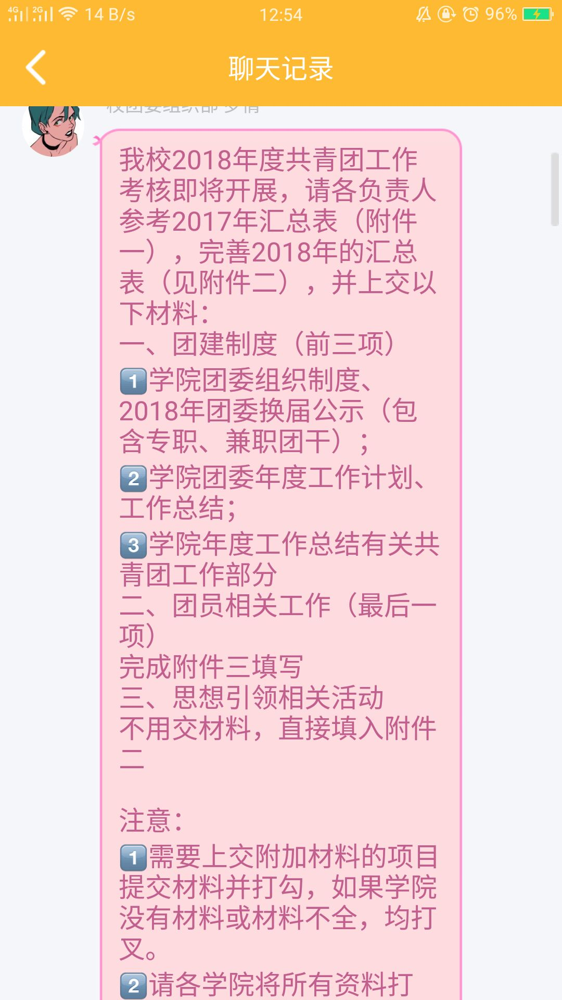 4G 2G 14 B/s 12:54 96%
聊天记录
校团委组织部
我校2018年度共青团工作
考核即将开展，请各负责人
参考2017年汇总表（附件
一），完善2018年的汇总
表（见附件二），并上交以
下材料：
一、团建制度（前三项）
1学院团委组织制度、
2018年团委换届公示（包
含专职、兼职团干）；
2学院团委年度工作计划、
工作总结；
3学院年度工作总结有关共
青团工作部分
二、团员相关工作（最后一
项）
完成附件三填写
三、思想引领相关活动
不用交材料，直接填入附件
二
注意：
1需要上交附加材料的项目
提交材料并打勾，如果学院
没有材料或材料不全，均打
叉。
2请各学院将所有资料打